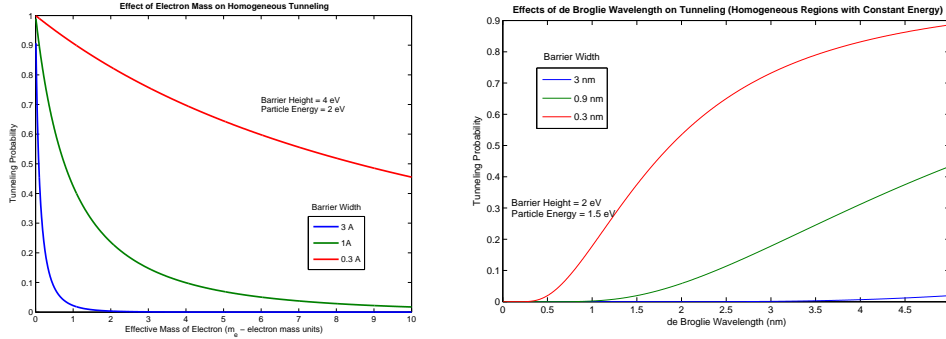 Effect of Electron Mass on Homogeneous Tunneling
Tunneling Probability
1
0.9
0.8
0.7
0.6
0.5
0.4
0.3
0.2
0.1
0
Barrier Height = 4 eV
Particle Energy = 2 eV
Barrier Width
3 A
1A
0.3 A
0 1 2 3 4 5 6 7 8 9 10
Effective Mass of Electron (m_e − electron mass units)
Effects of de Broglie Wavelength on Tunneling (Homogeneous Regions with Constant Energy)
Tunneling Probability
0.9
0.8
0.7
0.6
0.5
0.4
0.3
0.2
0.1
0
Barrier Width
3 nm
0.9 nm
0.3 nm
Barrier Height = 2 eV
Particle Energy = 1.5 eV
0 0.5 1 1.5 2 2.5 3 3.5 4 4.5
de Broglie Wavelength (nm)